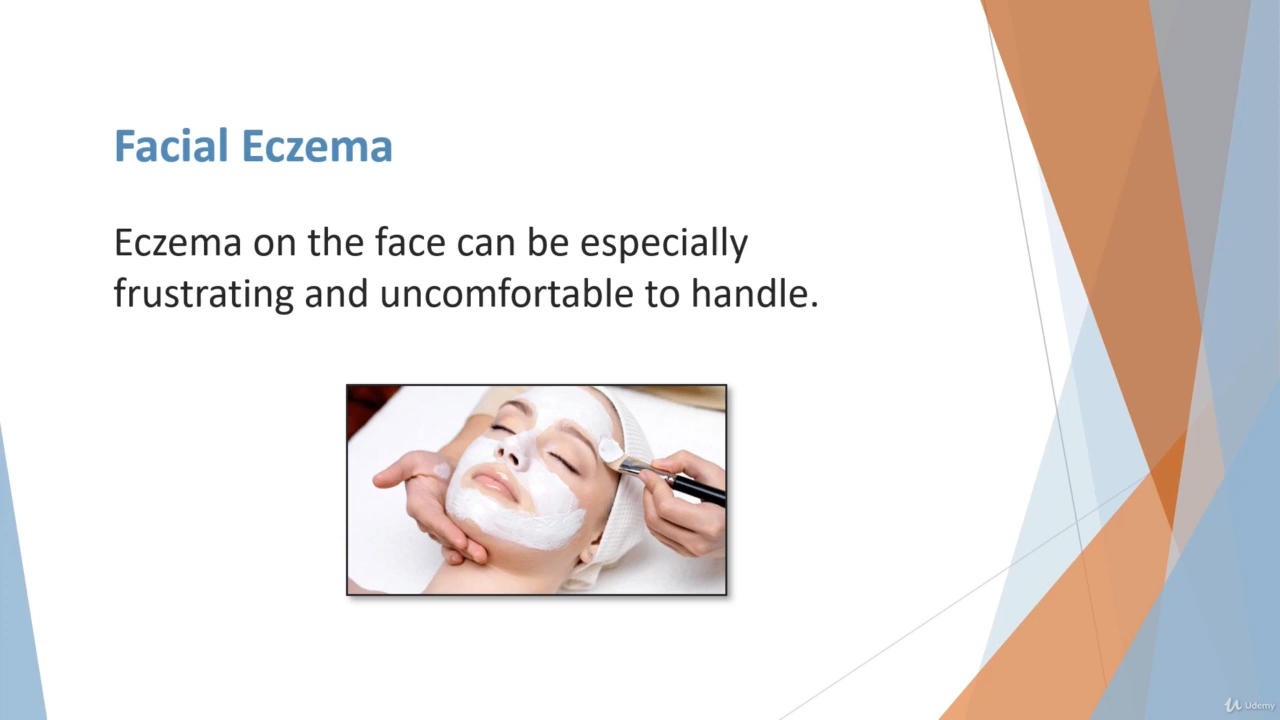 Facial Eczema
Eczema on the face can be especially
frustrating and uncomfortable to handle.
Udemy